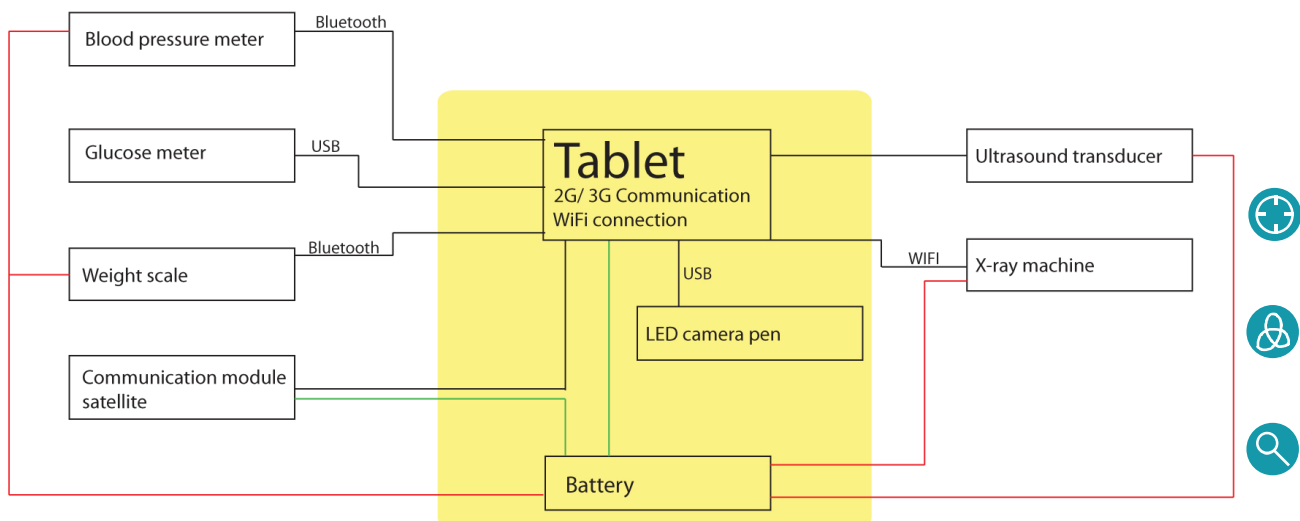 Bluetooth
Blood pressure meter
USB
Glucose meter
Bluetooth
Weight scale
Communication module
satellite
Tablet
2G/ 3G Communication
WiFi connection
USB
LED camera pen
Battery
Ultrasound transducer
WIFI
X-ray machine